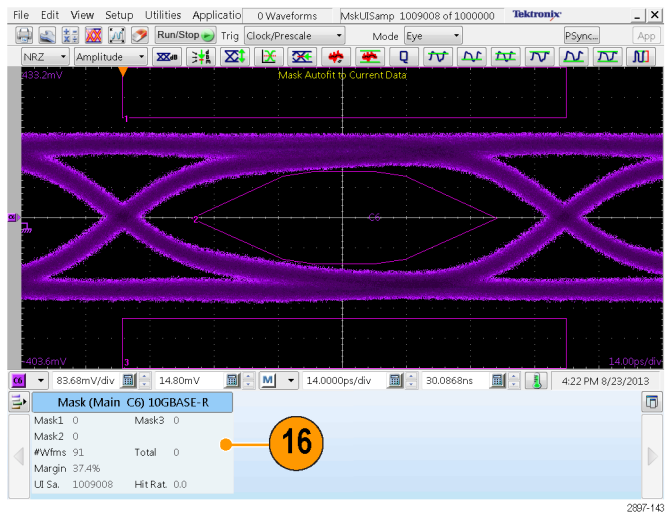 File Edit View Setup Utilities Applicatio 0 Waveforms MskUISamp 1009008 of 1000000 Tektronix
Run/Stop Trig Clock/Prescale Mode Eye PSync... App
NRZ Amplitude
433.2mV Mask Autofit to Current Data
1
2 C6
-403.6mV 3 14.00ps/div
C6 83.68mV/div 14.80mV M 14.0000ps/div 30.0868ns 4:22 PM 8/23/2013
Mask (Main C6) 10GBASE-R
Mask1 0 Mask3 0
Mask2 0
#Wfms 91 Total 0
Margin 37.4%
UI Sa. 1009008 Hit Rat. 0.0
16
2897-143